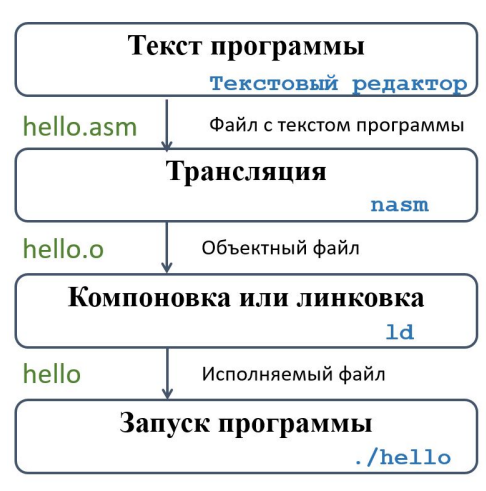 Текст программы
Текстовый редактор
hello.asm
Файл с текстом программы
Трансляция
nasm
hello.o
Объектный файл
Компоновка или линковка
ld
hello
Исполняемый файл
Запуск программы
./hello